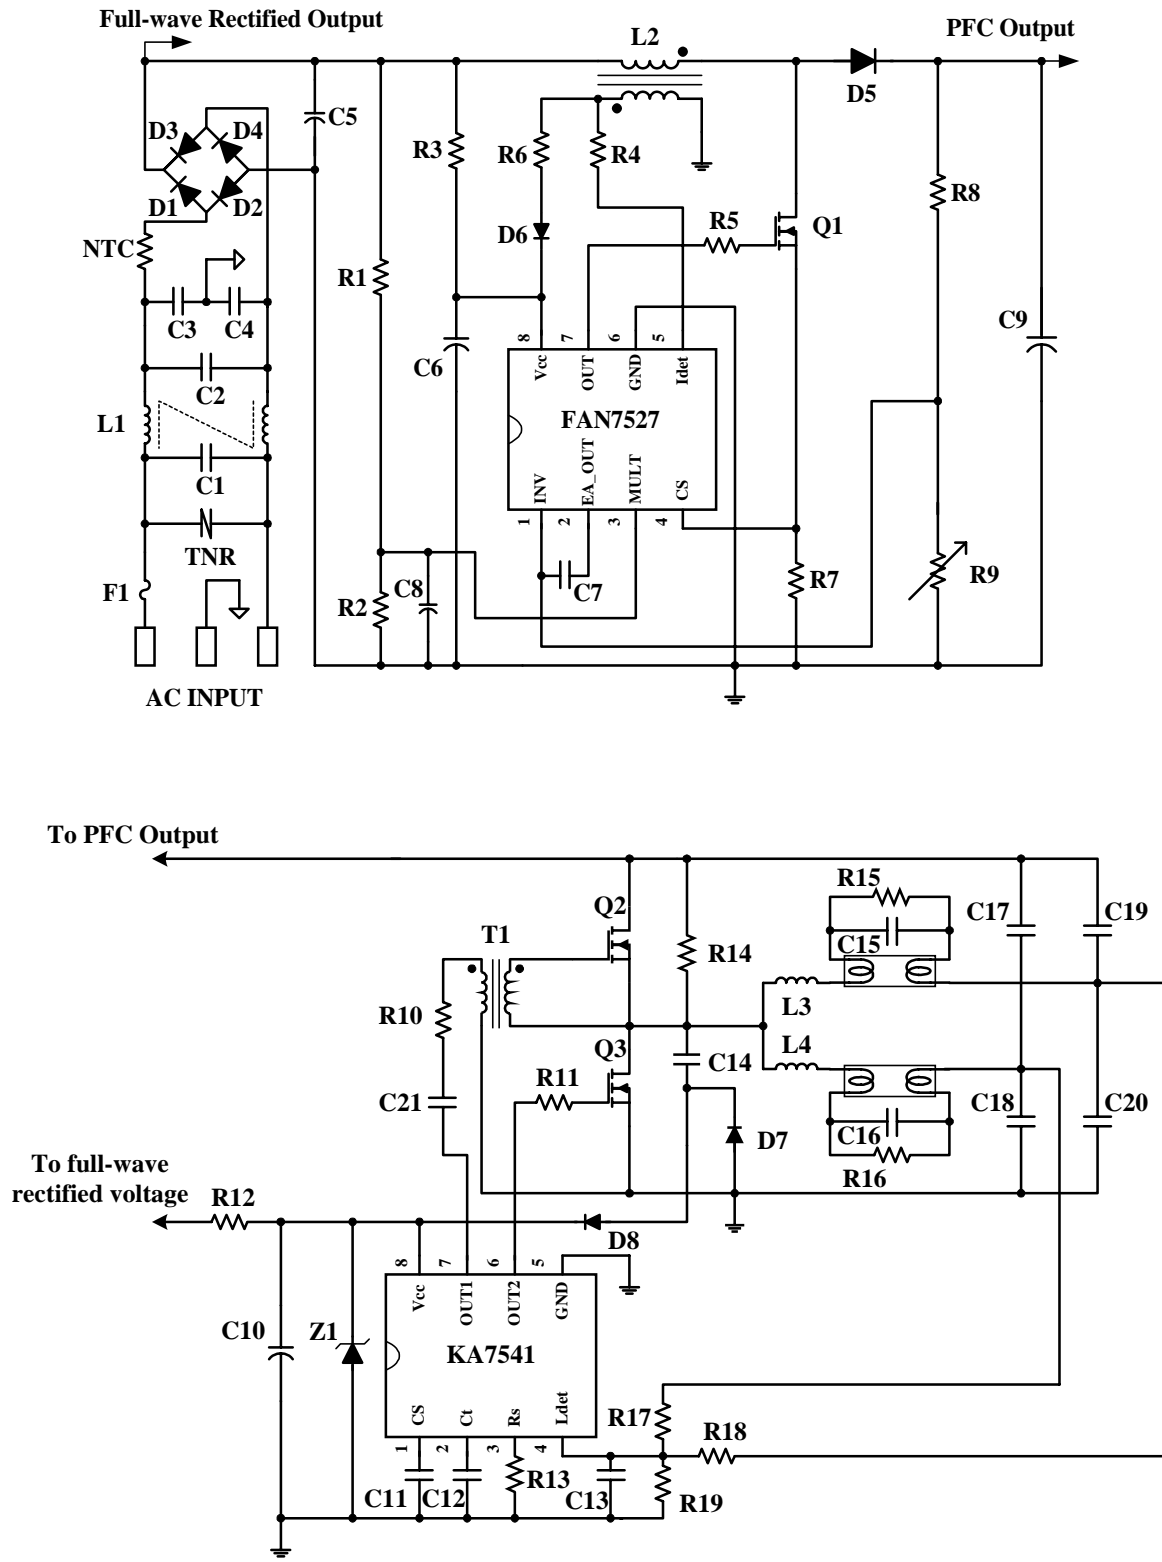 Full-wave Rectified Output
L2
PFC Output
D5
C5
D3
D4
R3
R6
R4
D1
D2
R8
R5
Q1
D6
NTC
R1
C3
C4
C9
C6
8
7
6
5
Vcc
OUT
GND
Idet
C2
L1
FAN7527
C1
INV
EA_OUT
MULT
CS
1
2
3
4
TNR
F1
R2
C8
C7
R7
R9
AC INPUT
To PFC Output
R15
Q2
C17
C19
T1
C15
R14
R10
L3
Q3
L4
C14
R11
C21
C16
C18
C20
D7
To full-wave
rectified voltage
R12
R16
D8
8
7
6
5
Vcc
OUT1
OUT2
GND
C10
Z1
KA7541
CS
Ct
Rs
Ldet
R17
R18
1
2
3
4
C11
C12
R13
C13
R19